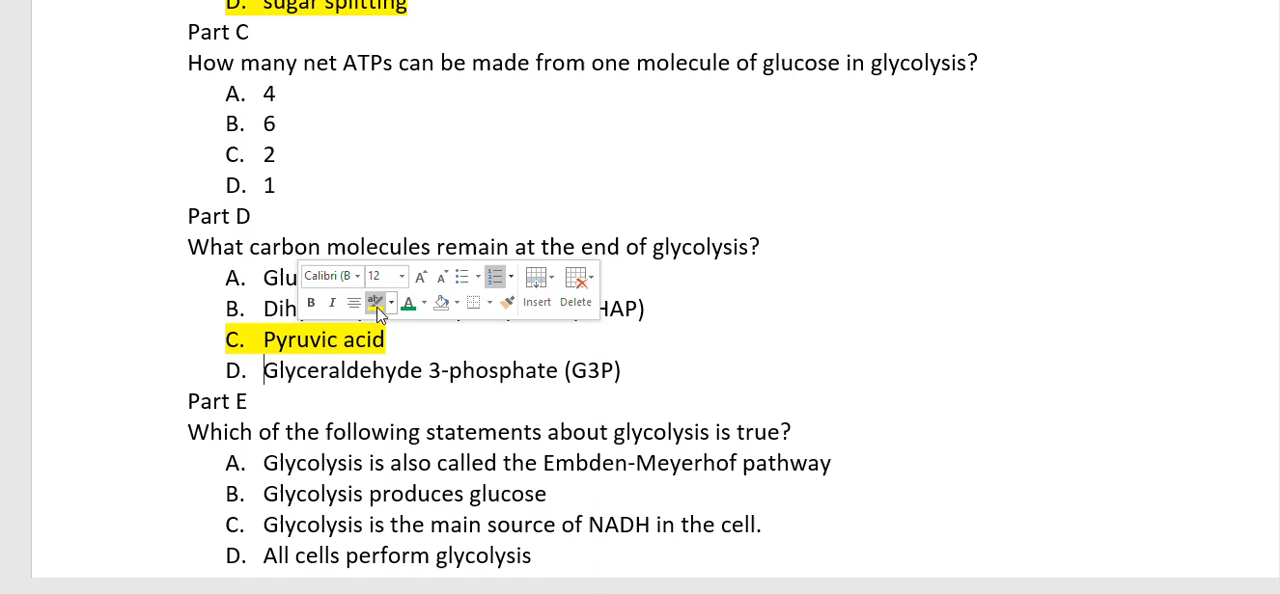 D. sugar splitting
Part C
How many net ATPs can be made from one molecule of glucose in glycolysis?
A. 4
B. 6
C. 2
D. 1
Part D
What carbon molecules remain at the end of glycolysis?
A. Glu
Calibri (B 12
B. Dih HAP)
B I ab A Insert Delete
C. Pyruvic acid
D. Glyceraldehyde 3-phosphate (G3P)
Part E
Which of the following statements about glycolysis is true?
A. Glycolysis is also called the Embden-Meyerhof pathway
B. Glycolysis produces glucose
C. Glycolysis is the main source of NADH in the cell.
D. All cells perform glycolysis